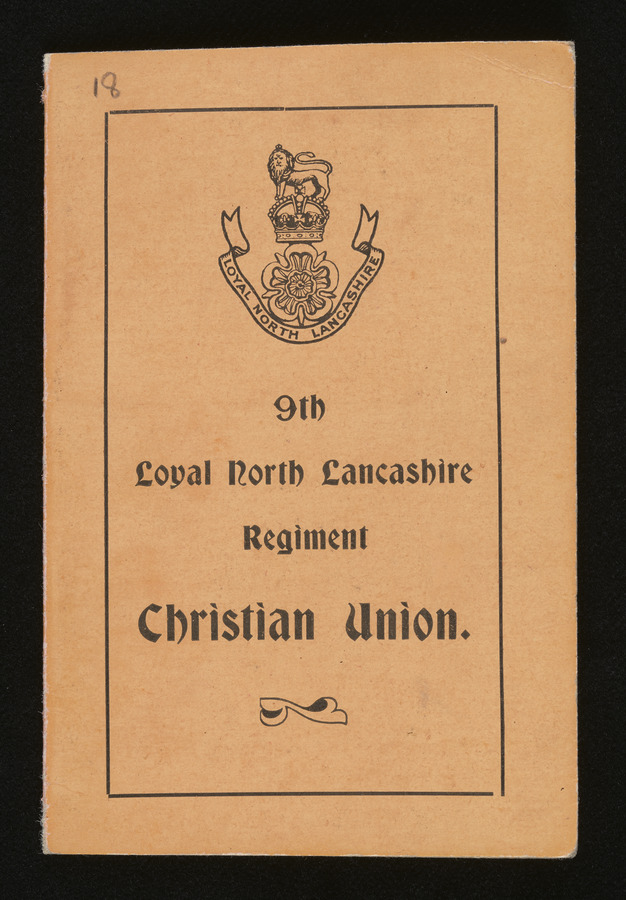 18
LOYAL NORTH LANCASHIRE
9th
Loyal North Lancashire
Regiment
Christian Union.